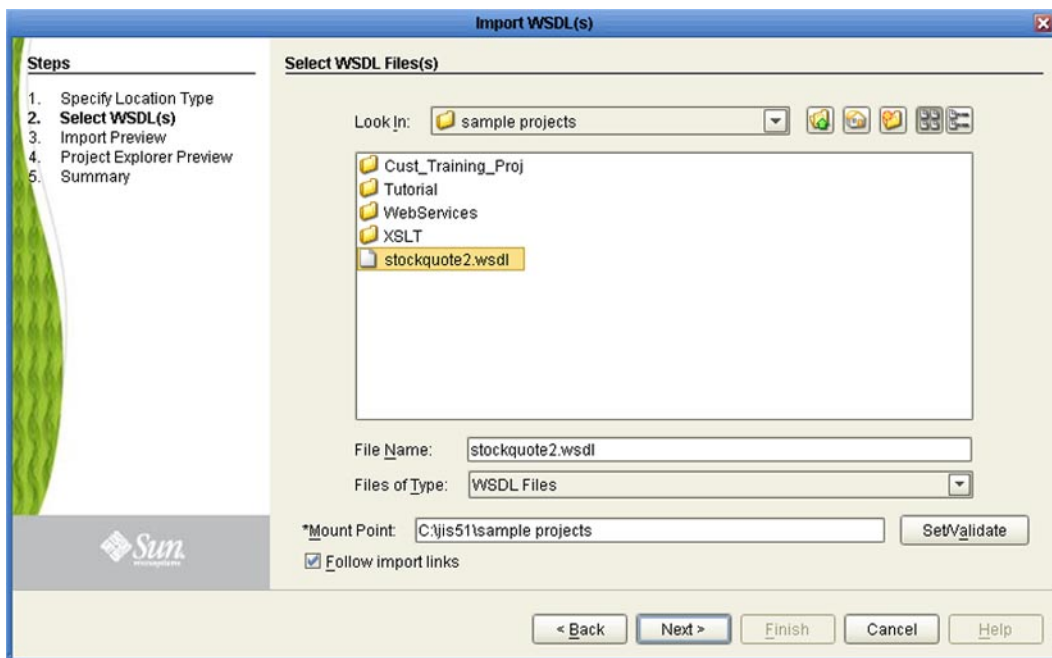 Import WSDL(s)
Steps
1. Specify Location Type
2. Select WSDL(s)
3. Import Preview
4. Project Explorer Preview
5. Summary
Select WSDL Files(s)
Look In:
sample projects
Cust_Training_Proj
Tutorial
WebServices
XSLT
stockquote2.wsdl
File Name:
stockquote2.wsdl
Files of Type:
WSDL Files
*Mount Point:
C:\jis51\sample projects
Set/Validate
Follow import links
Sun
microsystems
< Back
Next >
Finish
Cancel
Help